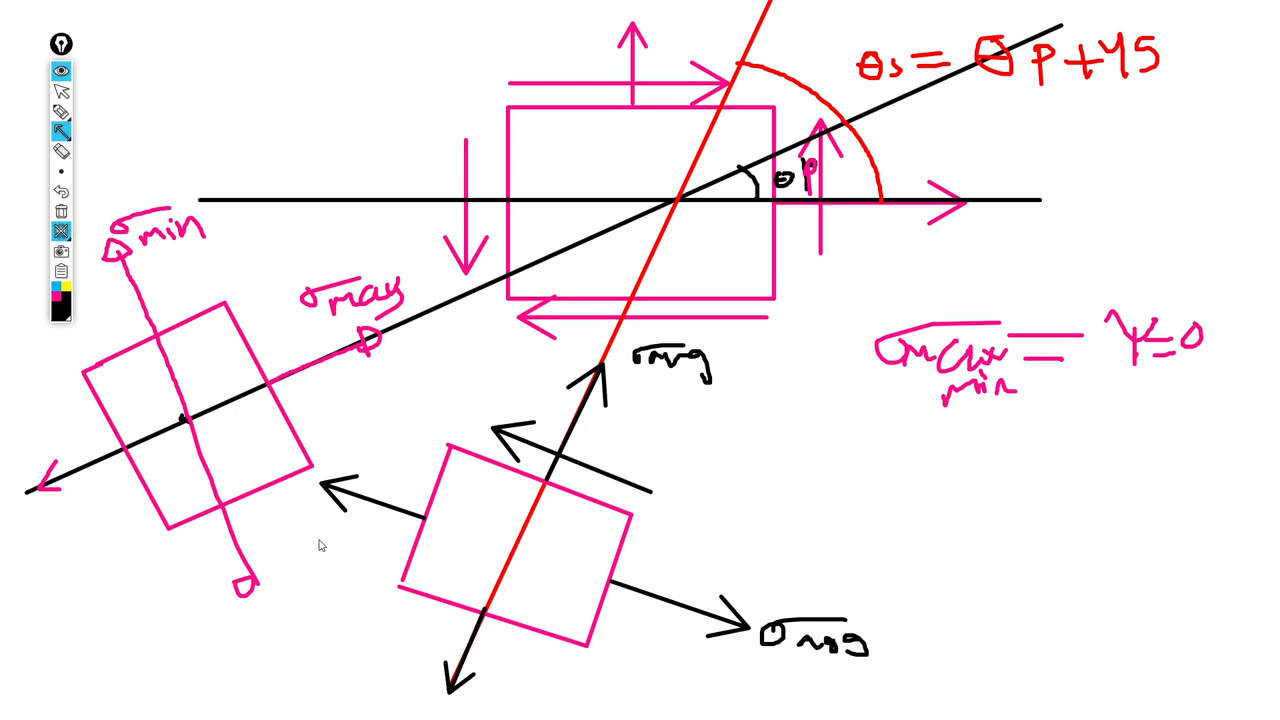 θs = θp+45
θp
σmin
σmax
σavg
σmax = γ=0
min
σavg